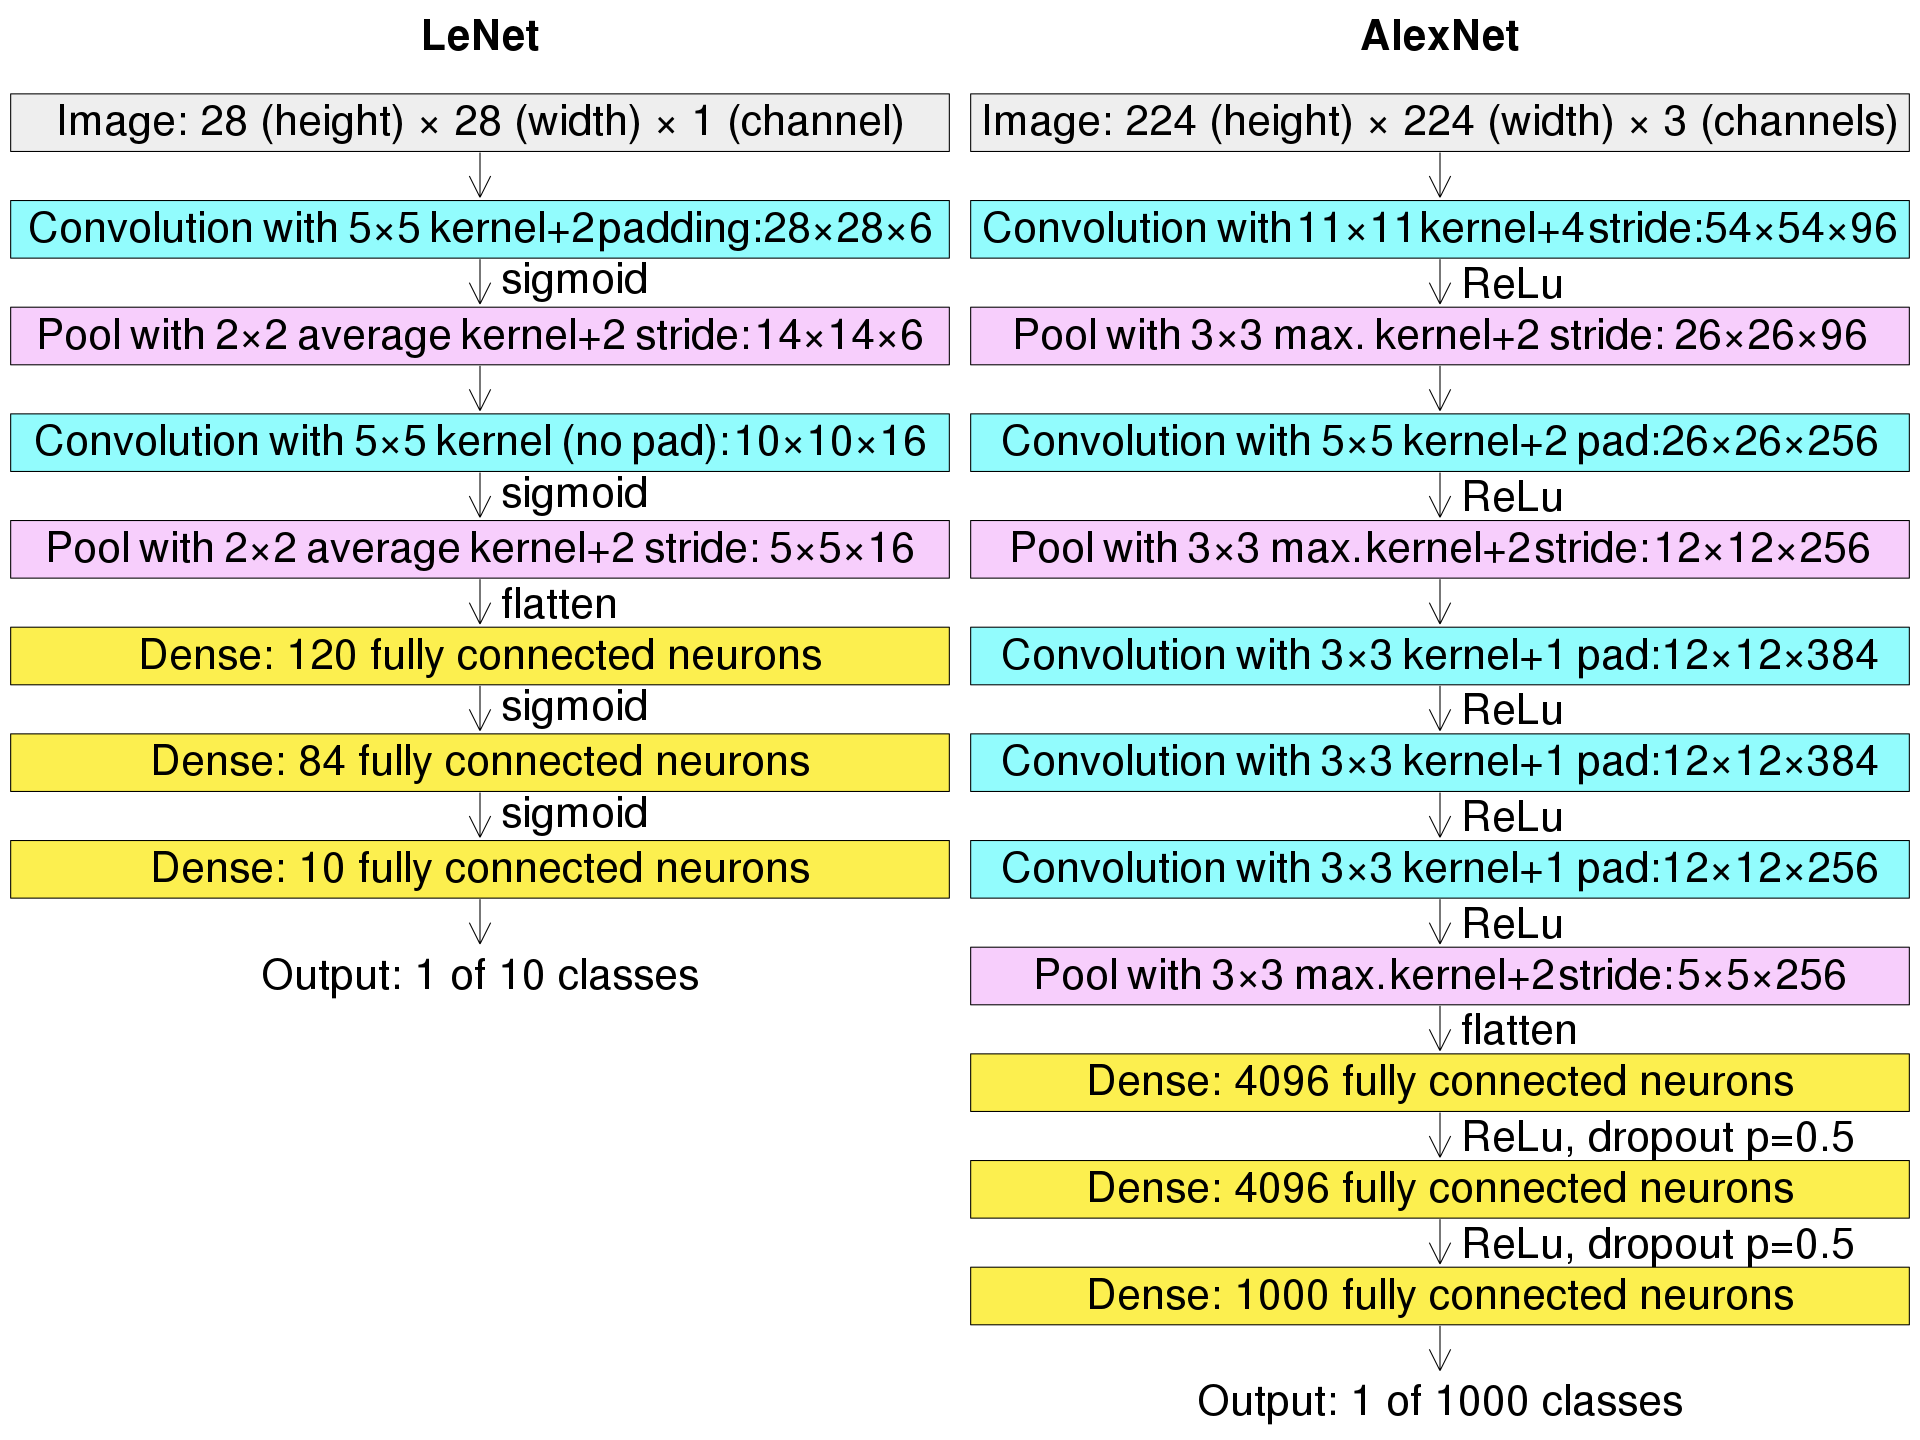 LeNet
Image: 28 (height) × 28 (width) × 1 (channel)
Convolution with 5×5 kernel+2padding:28×28×6
sigmoid
Pool with 2×2 average kernel+2 stride:14×14×6
Convolution with 5×5 kernel (no pad):10×10×16
sigmoid
Pool with 2×2 average kernel+2 stride: 5×5×16
flatten
Dense: 120 fully connected neurons
sigmoid
Dense: 84 fully connected neurons
sigmoid
Dense: 10 fully connected neurons
Output: 1 of 10 classes
AlexNet
Image: 224 (height) × 224 (width) × 3 (channels)
Convolution with 11×11 kernel+4 stride:54×54×96
ReLu
Pool with 3×3 max. kernel+2 stride: 26×26×96
Convolution with 5×5 kernel+2 pad:26×26×256
ReLu
Pool with 3×3 max.kernel+2stride:12×12×256
Convolution with 3×3 kernel+1 pad:12×12×384
ReLu
Convolution with 3×3 kernel+1 pad:12×12×384
ReLu
Convolution with 3×3 kernel+1 pad:12×12×256
ReLu
Pool with 3×3 max.kernel+2stride:5×5×256
flatten
Dense: 4096 fully connected neurons
ReLu, dropout p=0.5
Dense: 4096 fully connected neurons
ReLu, dropout p=0.5
Dense: 1000 fully connected neurons
Output: 1 of 1000 classes